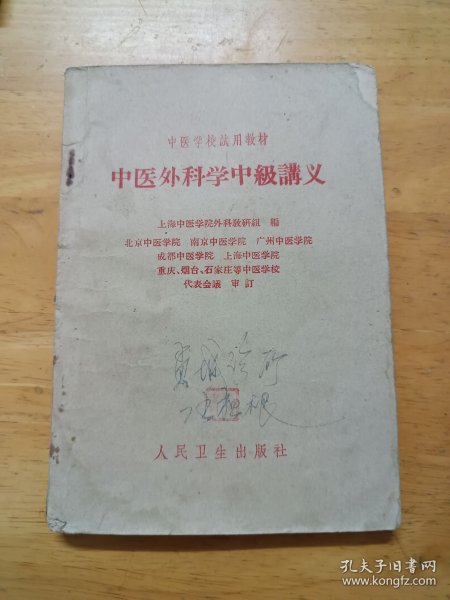 中医学校試用教材
中医外科学中級講义
上海中医学院外科教研組 編
北京中医学院 南京中医学院 广州中医学院
成都中医学院 上海中医学院
重庆、烟台、石家庄等中医学校
代表会議 审訂
人民卫生出版社
孔夫子旧书网
www.kongfz.com